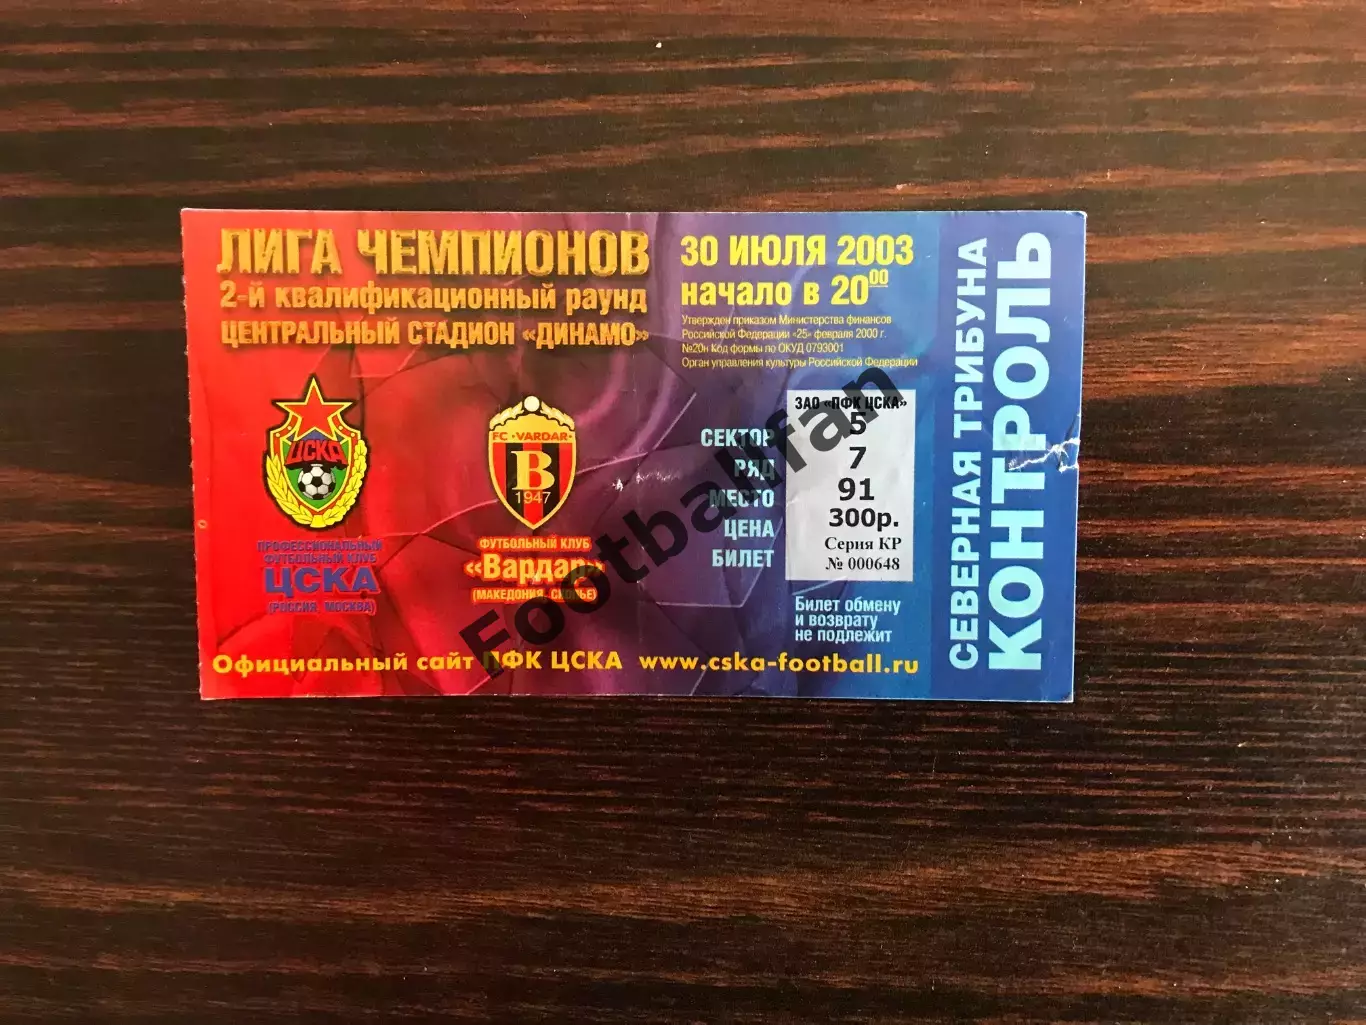 ЛИГА ЧЕМПИОНОВ
2-й квалификационный раунд
ЦЕНТРАЛЬНЫЙ СТАДИОН «ДИНАМО»
ЦСКА
ПРОФЕССИОНАЛЬНЫЙ
ФУТБОЛЬНЫЙ КЛУБ
ЦСКА
(РОССИЯ, МОСКВА)
FC VARDAR
B
1947
ФУТБОЛЬНЫЙ КЛУБ
«Вардар»
(МАКЕДОНИЯ, СКОПЬЕ)
30 ИЮЛЯ 2003
начало в 20 00
Утвержден приказом Министерства финансов
Российской Федерации «25» февраля 2000 г.
№20н Код формы по ОКУД 0793001
Орган управления культуры Российской Федерации
ЗАО «ПФК ЦСКА»
СЕКТОР 5
РЯД 7
МЕСТО 91
ЦЕНА 300р.
БИЛЕТ Серия КР
№ 000648
Билет обмену
и возврату
не подлежит
Официальный сайт ПФК ЦСКА www.cska-football.ru
СЕВЕРНАЯ ТРИБУНА
КОНТРОЛЬ
Footballfan